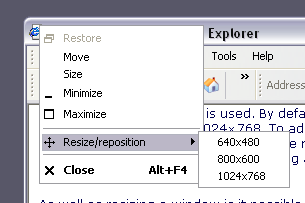 Explorer
Restore
Move
Tools Help
Size
Minimize
Address
Maximize
is used. By defa
1024x768. To ad
Resize/reposition
640x480
Close Alt+F4
800x600
1024x768
As well as resizing a window it is possible